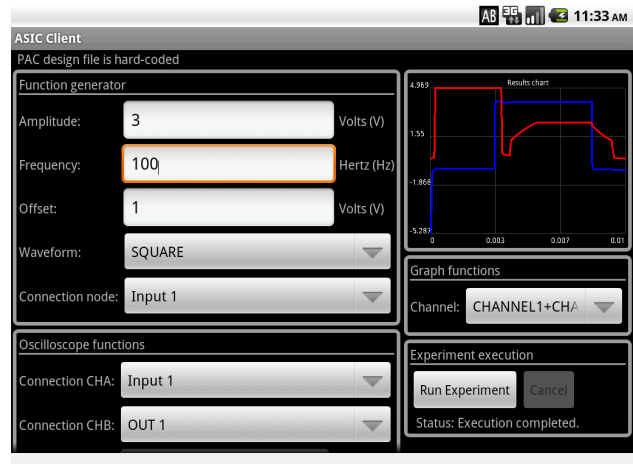 AB 3G 11:33 AM
ASIC Client
PAC design file is hard-coded
Function generator
Amplitude: 3 Volts (V)
Frequency: 100 Hertz (Hz)
Offset: 1 Volts (V)
Waveform: SQUARE
Connection node: Input 1
Oscilloscope functions
Connection CHA: Input 1
Connection CHB: OUT 1
Results chart
4.969
1.55
-1.868
-5.287
0 0.003 0.007 0.01
Graph functions
Channel: CHANNEL1+CHA
Experiment execution
Run Experiment Cancel
Status: Execution completed.